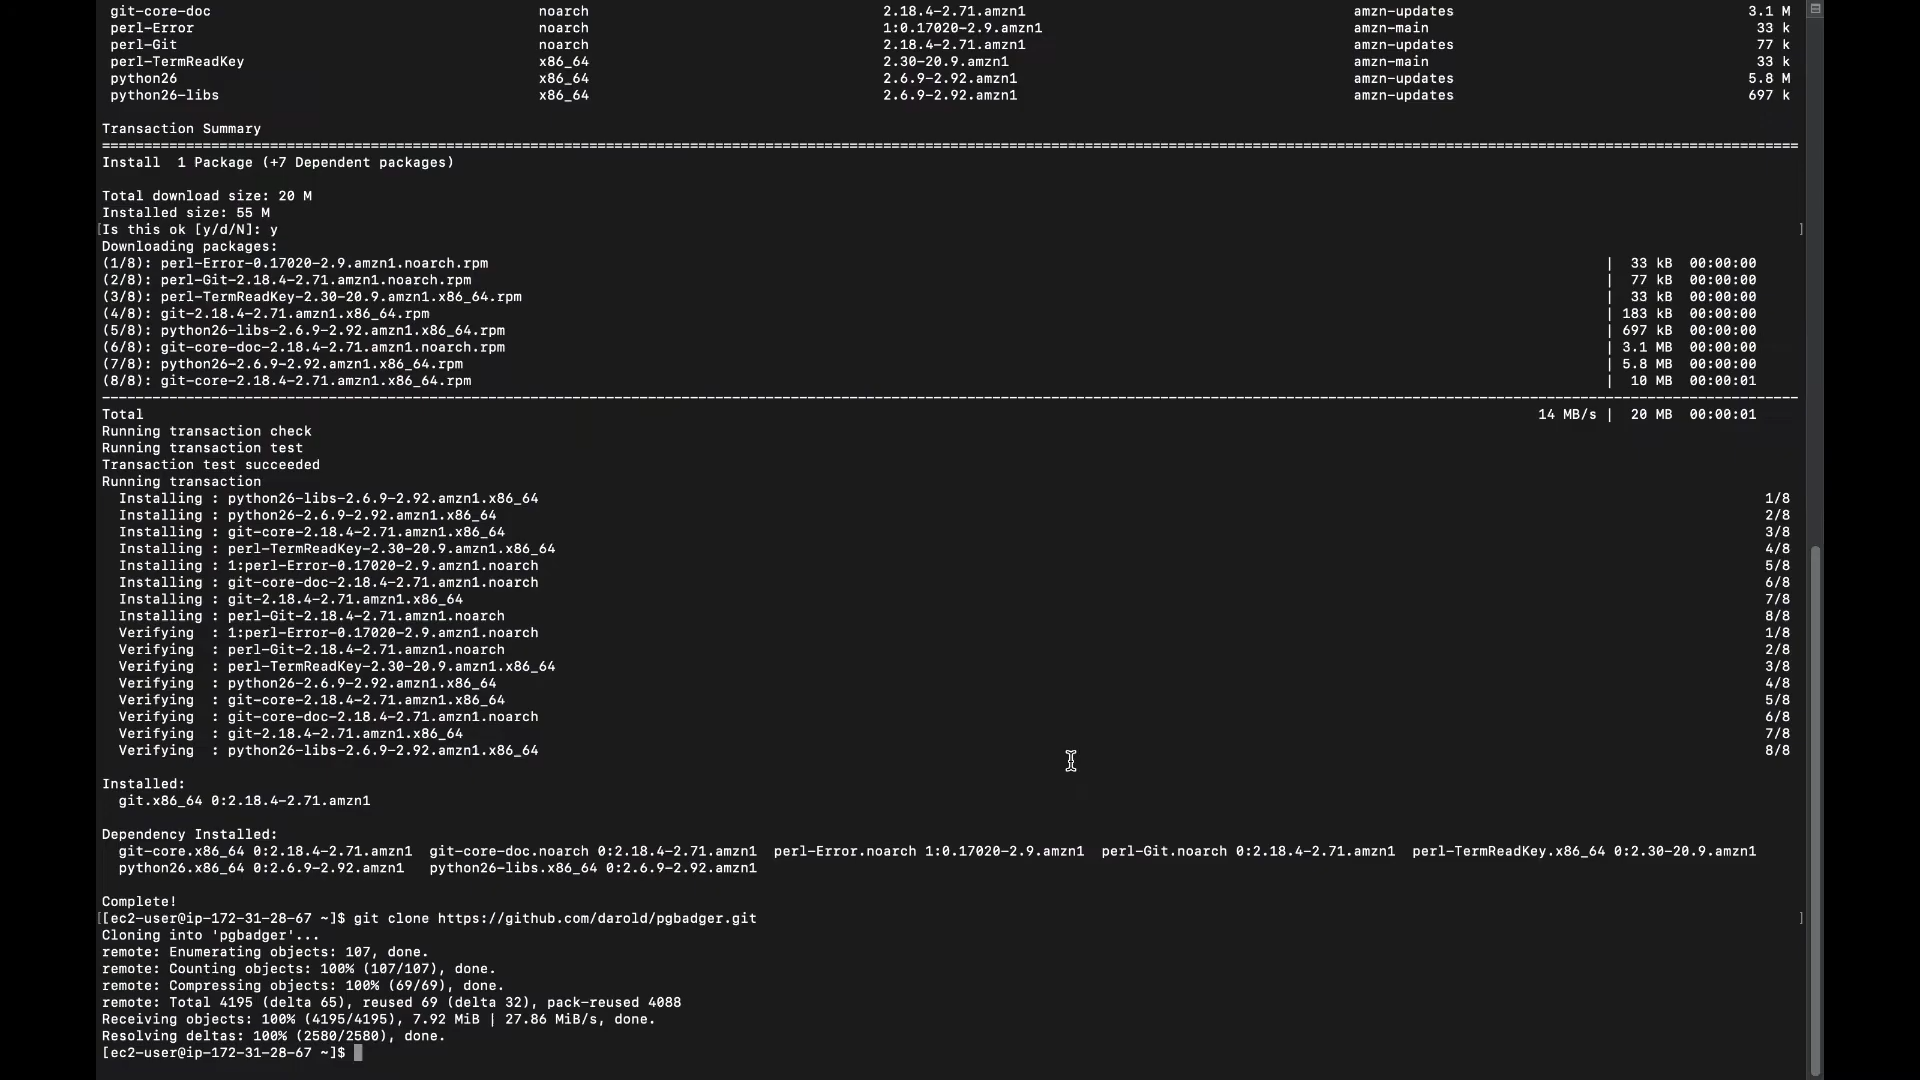 git-core-doc noarch 2.18.4-2.71.amzn1 amzn-updates 3.1 M
perl-Error noarch 1:0.17020-2.9.amzn1 amzn-main 33 k
perl-Git noarch 2.18.4-2.71.amzn1 amzn-updates 77 k
perl-TermReadKey x86_64 2.30-20.9.amzn1 amzn-main 33 k
python26 x86_64 2.6.9-2.92.amzn1 amzn-updates 5.8 M
python26-libs x86_64 2.6.9-2.92.amzn1 amzn-updates 697 k
Transaction Summary
Install 1 Package (+7 Dependent packages)
Total download size: 20 M
Installed size: 55 M
[Is this ok [y/d/N]: y ]
Downloading packages:
(1/8): perl-Error-0.17020-2.9.amzn1.noarch.rpm | 33 kB 00:00:00
(2/8): perl-Git-2.18.4-2.71.amzn1.noarch.rpm | 77 kB 00:00:00
(3/8): perl-TermReadKey-2.30-20.9.amzn1.x86_64.rpm | 33 kB 00:00:00
(4/8): git-2.18.4-2.71.amzn1.x86_64.rpm | 183 kB 00:00:00
(5/8): python26-libs-2.6.9-2.92.amzn1.x86_64.rpm | 697 kB 00:00:00
(6/8): git-core-doc-2.18.4-2.71.amzn1.noarch.rpm | 3.1 MB 00:00:00
(7/8): python26-2.6.9-2.92.amzn1.x86_64.rpm | 5.8 MB 00:00:00
(8/8): git-core-2.18.4-2.71.amzn1.x86_64.rpm | 10 MB 00:00:01
Total 14 MB/s | 20 MB 00:00:01
Running transaction check
Running transaction test
Transaction test succeeded
Running transaction
Installing : python26-libs-2.6.9-2.92.amzn1.x86_64 1/8
Installing : python26-2.6.9-2.92.amzn1.x86_64 2/8
Installing : git-core-2.18.4-2.71.amzn1.x86_64 3/8
Installing : perl-TermReadKey-2.30-20.9.amzn1.x86_64 4/8
Installing : 1:perl-Error-0.17020-2.9.amzn1.noarch 5/8
Installing : git-core-doc-2.18.4-2.71.amzn1.noarch 6/8
Installing : git-2.18.4-2.71.amzn1.x86_64 7/8
Installing : perl-Git-2.18.4-2.71.amzn1.noarch 8/8
Verifying : 1:perl-Error-0.17020-2.9.amzn1.noarch 1/8
Verifying : perl-Git-2.18.4-2.71.amzn1.noarch 2/8
Verifying : perl-TermReadKey-2.30-20.9.amzn1.x86_64 3/8
Verifying : python26-2.6.9-2.92.amzn1.x86_64 4/8
Verifying : git-core-2.18.4-2.71.amzn1.x86_64 5/8
Verifying : git-core-doc-2.18.4-2.71.amzn1.noarch 6/8
Verifying : git-2.18.4-2.71.amzn1.x86_64 7/8
Verifying : python26-libs-2.6.9-2.92.amzn1.x86_64 8/8
Installed:
git.x86_64 0:2.18.4-2.71.amzn1
Dependency Installed:
git-core.x86_64 0:2.18.4-2.71.amzn1 git-core-doc.noarch 0:2.18.4-2.71.amzn1 perl-Error.noarch 1:0.17020-2.9.amzn1 perl-Git.noarch 0:2.18.4-2.71.amzn1 perl-TermReadKey.x86_64 0:2.30-20.9.amzn1
python26.x86_64 0:2.6.9-2.92.amzn1 python26-libs.x86_64 0:2.6.9-2.92.amzn1
Complete!
[[ec2-user@ip-172-31-28-67 ~]$ git clone https://github.com/darold/pgbadger.git ]
Cloning into 'pgbadger'...
remote: Enumerating objects: 107, done.
remote: Counting objects: 100% (107/107), done.
remote: Compressing objects: 100% (69/69), done.
remote: Total 4195 (delta 65), reused 69 (delta 32), pack-reused 4088
Receiving objects: 100% (4195/4195), 7.92 MiB | 27.86 MiB/s, done.
Resolving deltas: 100% (2580/2580), done.
[ec2-user@ip-172-31-28-67 ~]$